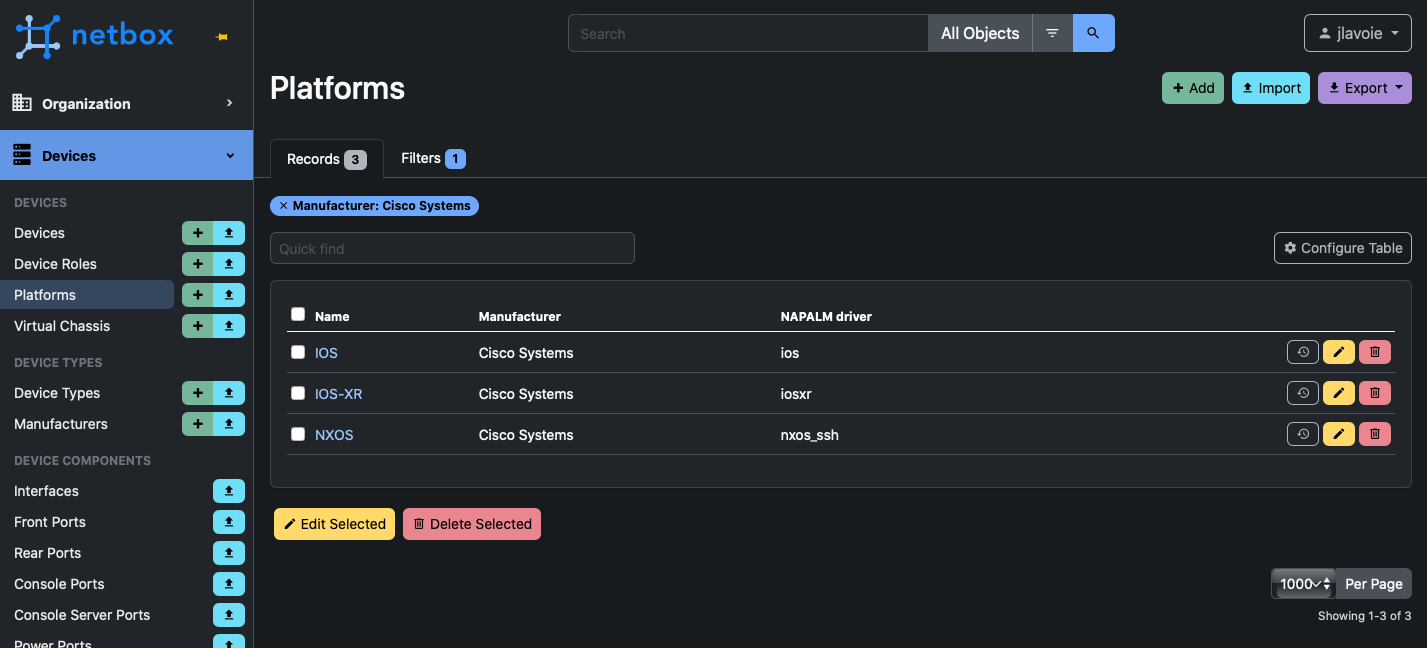 netbox
Search
All Objects
jlavoie
Organization
Platforms
Add
Import
Export
Devices
Records 3
Filters 1
DEVICES
Manufacturer: Cisco Systems
Devices
Quick find
Configure Table
Device Roles
Platforms
Virtual Chassis
Name Manufacturer NAPALM driver
IOS Cisco Systems ios
DEVICE TYPES
Device Types
IOS-XR Cisco Systems iosxr
Manufacturers
NXOS Cisco Systems nxos_ssh
DEVICE COMPONENTS
Interfaces
Front Ports
Edit Selected
Delete Selected
Rear Ports
Console Ports
1000 Per Page
Console Server Ports
Showing 1-3 of 3
Power Ports